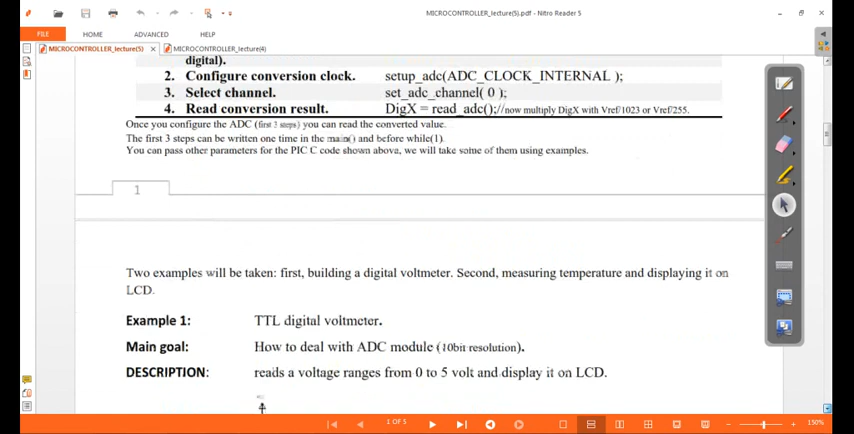 MICROCONTROLLER_lecture(5).pdf - Nitro Reader 5
FILE HOME ADVANCED HELP
MICROCONTROLLER_lecture(5) × MICROCONTROLLER_lecture(4)
digital).
2. Configure conversion clock. setup_adc(ADC_CLOCK_INTERNAL );
3. Select channel. set_adc_channel( 0 );
4. Read conversion result. DigX = read_adc();//now multiply DigX with Vref/1023 or Vref/255.
Once you configure the ADC (first 3 steps) you can read the converted value.
The first 3 steps can be written one time in the main() and before while(1)
You can pass other parameters for the PIC C code shown above, we will take some of them using examples.
1
Two examples will be taken: first, building a digital voltmeter. Second, measuring temperature and displaying it on
LCD.
Example 1: TTL digital voltmeter.
Main goal: How to deal with ADC module (10bit resolution).
DESCRIPTION: reads a voltage ranges from 0 to 5 volt and display it on LCD.
1 OF 5
150%